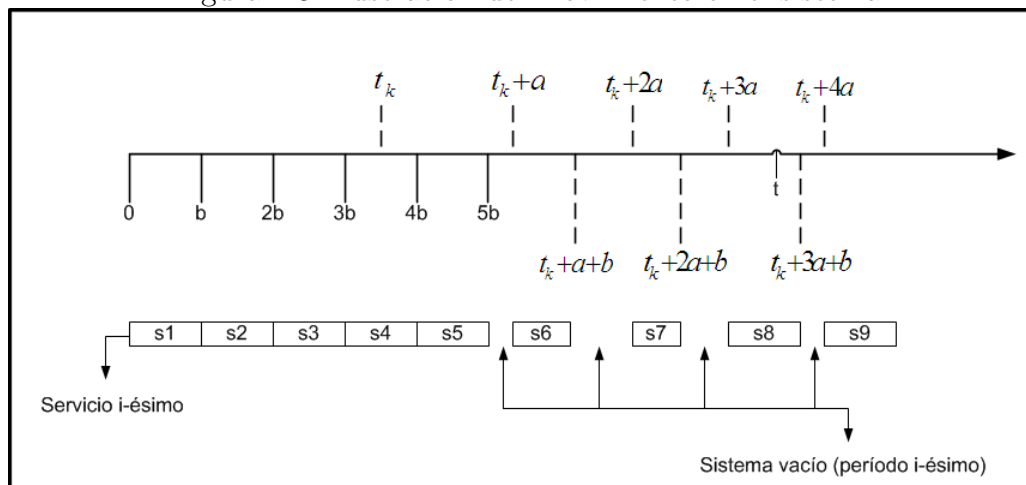 t_k t_k+a t_k+2a t_k+3a t_k+4a
0 b 2b 3b 4b 5b t
t_k+a+b t_k+2a+b t_k+3a+b
s1 s2 s3 s4 s5 s6 s7 s8 s9
Servicio i-ésimo
Sistema vacío (período i-ésimo)